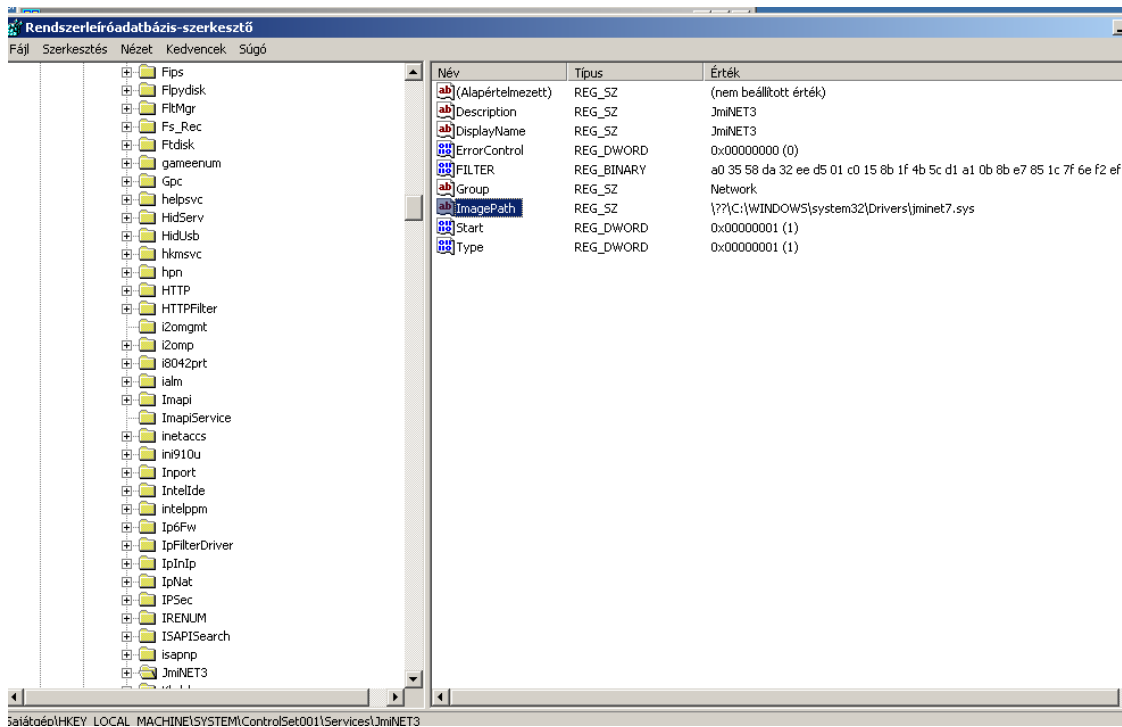 Rendszerleíróadatbázis-szerkesztő
Fájl Szerkesztés Nézet Kedvencek Súgó
Fips
Flpydisk
FltMgr
Fs_Rec
Ftdisk
gameenum
Gpc
helpsvc
HidServ
HidUsb
hkmsvc
hpn
HTTP
HTTPFilter
i2omgmt
i2omp
i8042prt
ialm
Imapi
ImapiService
inetaccs
ini910u
Inport
IntelIde
intelppm
Ip6Fw
IpFilterDriver
IpInIp
IpNat
IPSec
IRENUM
ISAPISearch
isapnp
JmiNET3
Név Típus Érték
(Alapértelmezett) REG_SZ (nem beállított érték)
Description REG_SZ JmiNET3
DisplayName REG_SZ JmiNET3
ErrorControl REG_DWORD 0x00000000 (0)
FILTER REG_BINARY a0 35 58 da 32 ee d5 01 c0 15 8b 1f 4b 5c d1 a1 0b 8b e7 85 1c 7f 6e f2 ef
Group REG_SZ Network
ImagePath REG_SZ \??\C:\WINDOWS\system32\Drivers\jminet7.sys
Start REG_DWORD 0x00000001 (1)
Type REG_DWORD 0x00000001 (1)
Sajátgép\HKEY_LOCAL_MACHINE\SYSTEM\ControlSet001\Services\JmiNET3